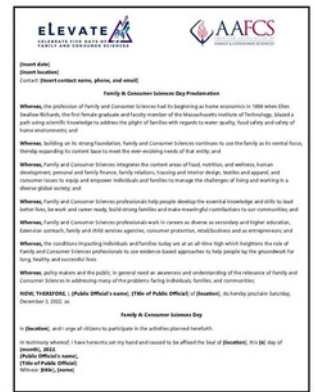 ELEVATE
CELEBRATE FIVE DAYS OF
FAMILY AND CONSUMER SCIENCES
AAFCS
[Insert date]
[Insert location]
Contact: [Insert contact name, phone, and email]
Family & Consumer Sciences Day Proclamation
Whereas, the profession of Family and Consumer Sciences had its beginning as home economics in 1886 when Ellen
Swallow Richards, the first female graduate and faculty member of the Massachusetts Institute of Technology, blazed a
path using scientific knowledge to address the plight of families with regards to water quality, food safety and safety of
home environments; and
Whereas, building on its strong foundation, Family and Consumer Sciences continues to use the family as its central focus,
thereby expanding its content base to meet the ever-evolving needs of that entity; and
Whereas, Family and Consumer Sciences integrates the content areas of food, nutrition, and wellness, human
development, personal and family finance, family relations, housing and interior design, textiles and apparel, and
consumer issues to equip and empower individuals and families to manage the challenges of living and working in a
diverse global society; and
Whereas, Family and Consumer Sciences professionals help people develop the essential knowledge and skills to lead
better lives, be work and career ready, build strong families and make meaningful contributions to our communities; and
Whereas, Family and Consumer Sciences professionals work in careers as diverse as secondary and higher education,
Extension outreach, family and child services agencies, consumer protection, retail/business and as entrepreneurs; and
Whereas, the conditions impacting individuals and families today are at an all-time high which heightens the role of
Family and Consumer Sciences professionals to use evidence-based approaches to help people lay the groundwork for
long, healthy and successful lives.
Whereas, policy makers and the public, in general need an awareness and understanding of the relevance of Family and
Consumer Sciences in addressing many of the problems facing individuals, families, and communities;
NOW, THEREFORE, I, [Public Official's name], [Title of Public Official] of [location], do hereby proclaim Saturday,
December 3, 2022, as
Family & Consumer Sciences Day
in [location], and I urge all citizens to participate in the activities planned henceforth.
In testimony whereof, I have hereunto set my hand and caused to be affixed the Seal of [location], this [x] day of
[month], 2022
[Public Official's name],
[Title of Public Official]
Witness: [title], [name]